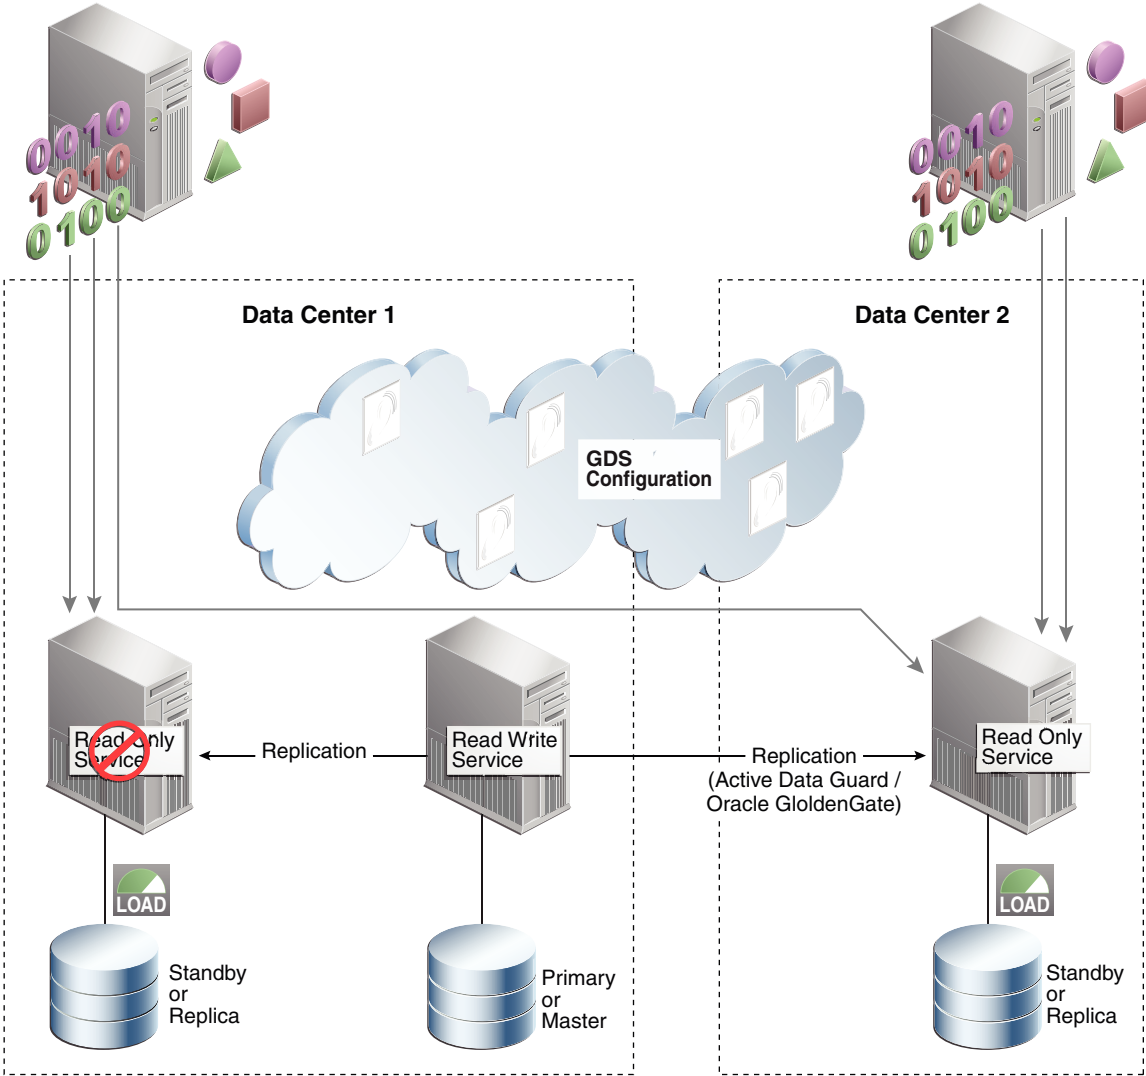 0010
1010
0100
0010
1010
0100
Data Center 1
Data Center 2
GDS
Configuration
Read Only
Service
Replication
Read Write
Service
Replication
(Active Data Guard /
Oracle GloldenGate)
Read Only
Service
LOAD
LOAD
Standby
or
Replica
Primary
or
Master
Standby
or
Replica